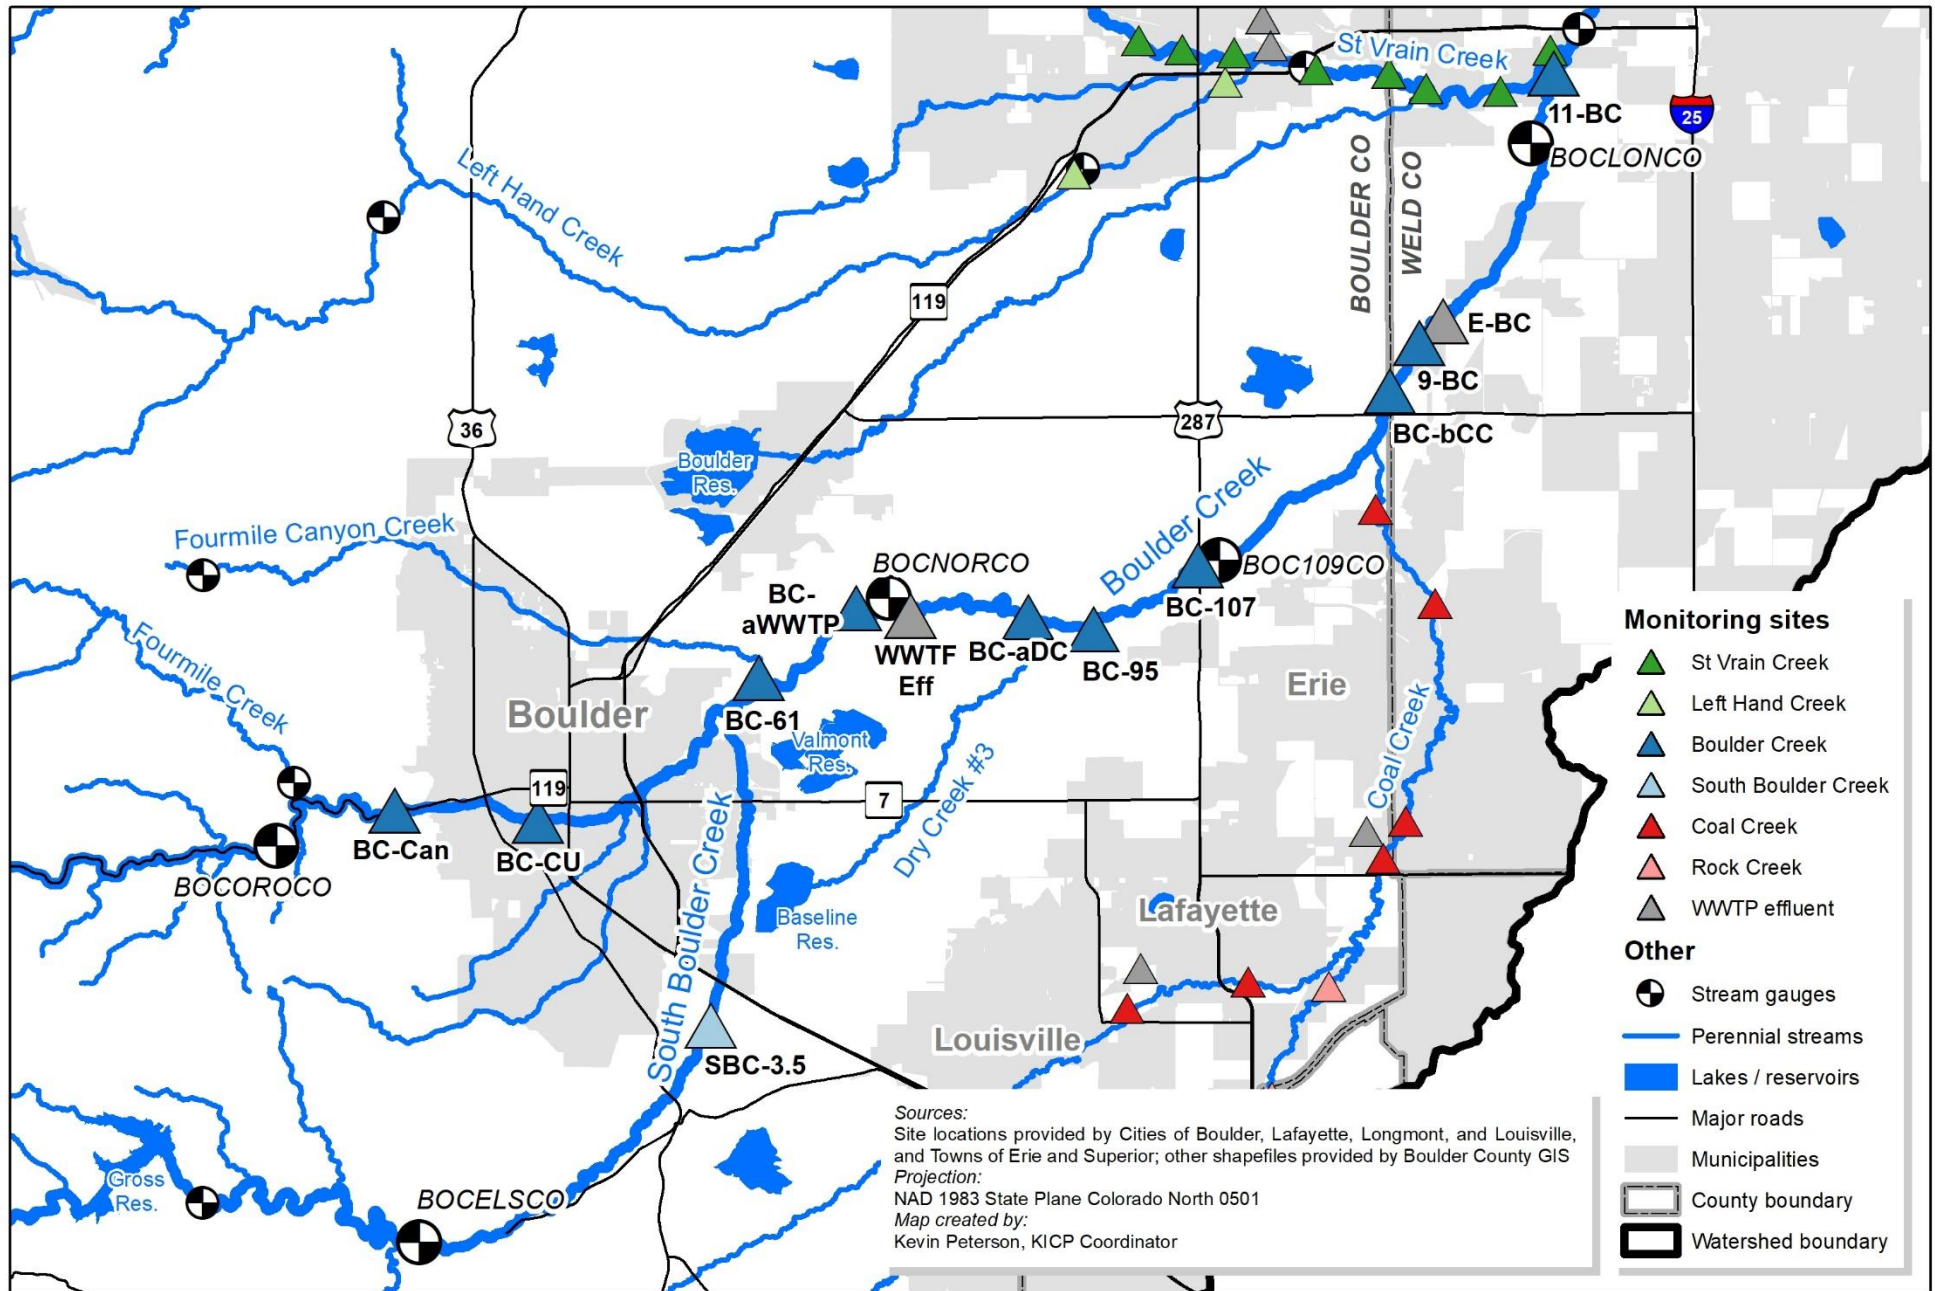 St Vrain Creek
11-BC
25
BOCLONCO
BOULDER CO
WELD CO
Left Hand Creek
119
E-BC
9-BC
BC-bCC
36
287
Boulder
Res.
Boulder Creek
Fourmile Canyon Creek
BOCNORCO
BOC109CO
BC-
aWWTP
BC-107
WWTF
Eff
BC-aDC
BC-95
Fourmile Creek
Boulder
BC-61
Valmont
Res.
Erie
Coal Creek
119
7
Dry Creek #3
BC-Can
BC-CU
BOCOROCO
South Boulder Creek
Baseline
Res.
Lafayette
Louisville
SBC-3.5
Gross
Res.
BOCELSCO
Monitoring sites
St Vrain Creek
Left Hand Creek
Boulder Creek
South Boulder Creek
Coal Creek
Rock Creek
WWTP effluent
Other
Stream gauges
Perennial streams
Lakes / reservoirs
Major roads
Municipalities
County boundary
Watershed boundary
Sources:
Site locations provided by Cities of Boulder, Lafayette, Longmont, and Louisville,
and Towns of Erie and Superior; other shapefiles provided by Boulder County GIS
Projection:
NAD 1983 State Plane Colorado North 0501
Map created by:
Kevin Peterson, KICP Coordinator